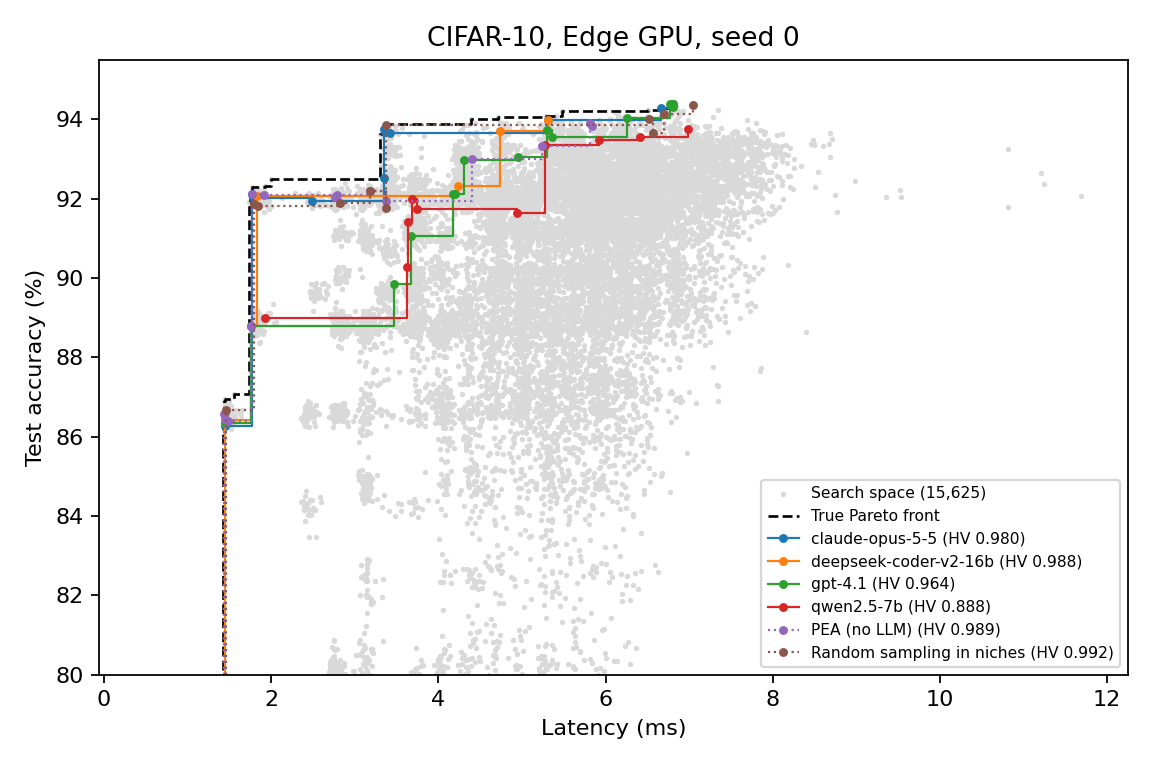 CIFAR-10, Edge GPU, seed 0
Test accuracy (%)
94
92
90
88
86
84
82
80
0 2 4 6 8 10 12
Latency (ms)
Search space (15,625)
True Pareto front
claude-opus-5-5 (HV 0.980)
deepseek-coder-v2-16b (HV 0.988)
gpt-4.1 (HV 0.964)
qwen2.5-7b (HV 0.888)
PEA (no LLM) (HV 0.989)
Random sampling in niches (HV 0.992)